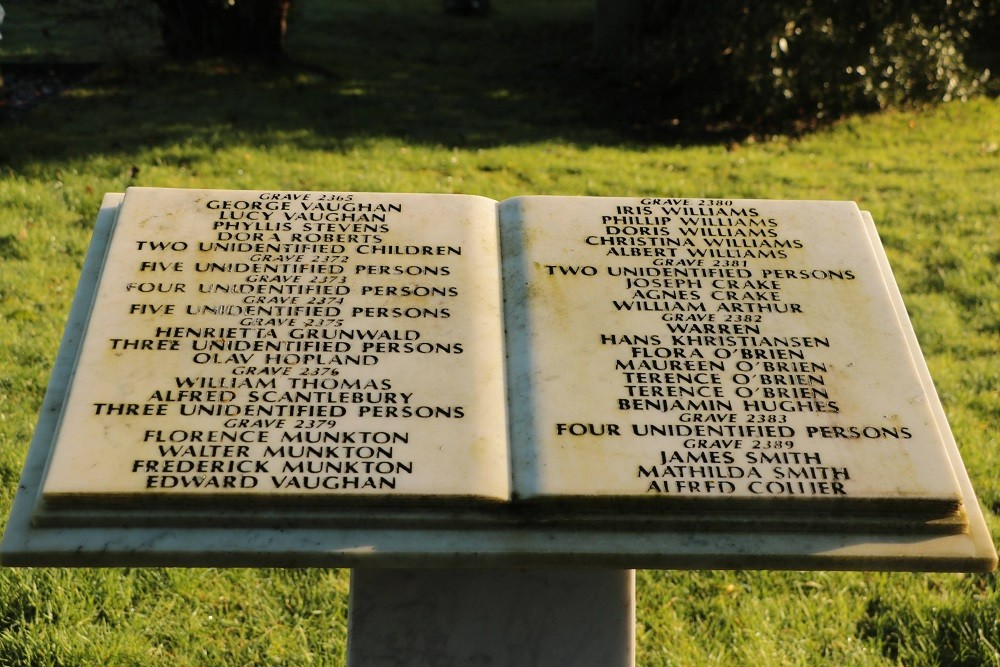 GRAVE 2365
GEORGE VAUGHAN
LUCY VAUGHAN
PHYLLIS STEVENS
DORA ROBERTS
TWO UNIDENTIFIED CHILDREN
GRAVE 2372
FIVE UNIDENTIFIED PERSONS
GRAVE 2373
FOUR UNIDENTIFIED PERSONS
GRAVE 2374
FIVE UNIDENTIFIED PERSONS
GRAVE 2375
HENRIETTA GRUNWALD
THREE UNIDENTIFIED PERSONS
OLAV HOPLAND
GRAVE 2376
WILLIAM THOMAS
ALFRED SCANTLEBURY
THREE UNIDENTIFIED PERSONS
GRAVE 2379
FLORENCE MUNKTON
WALTER MUNKTON
FREDERICK MUNKTON
EDWARD VAUGHAN
GRAVE 2380
IRIS WILLIAMS
PHILLIP WILLIAMS
DORIS WILLIAMS
CHRISTINA WILLIAMS
ALBERT WILLIAMS
GRAVE 2381
TWO UNIDENTIFIED PERSONS
JOSEPH CRAKE
AGNES CRAKE
WILLIAM ARTHUR
GRAVE 2382
WARREN
HANS KHRISTIANSEN
FLORA O'BRIEN
MAUREEN O'BRIEN
TERENCE O'BRIEN
TERENCE O'BRIEN
BENJAMIN HUGHES
GRAVE 2383
FOUR UNIDENTIFIED PERSONS
GRAVE 2389
JAMES SMITH
MATHILDA SMITH
ALFRED COLLIER